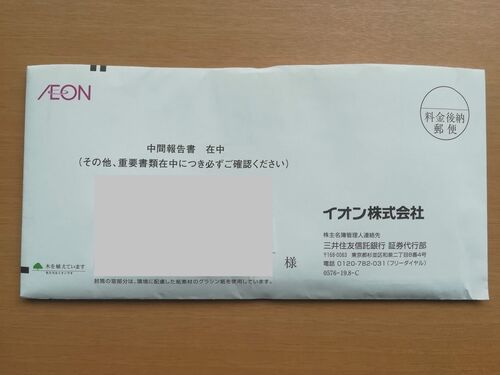 ÆON
料金後納
郵便
中間報告書 在中
(その他、重要書類在中につき必ずご確認ください)
イオン株式会社
株主名簿管理人連絡先
三井住友信託銀行 証券代行部
〒168-0063 東京都杉並区和泉二丁目8番4号
電話 0120-782-031 (フリーダイヤル)
0576-19.8-C
様
木を植えています
封筒の窓部分は、環境に配慮した紙素材のグラシン紙を使用しています。